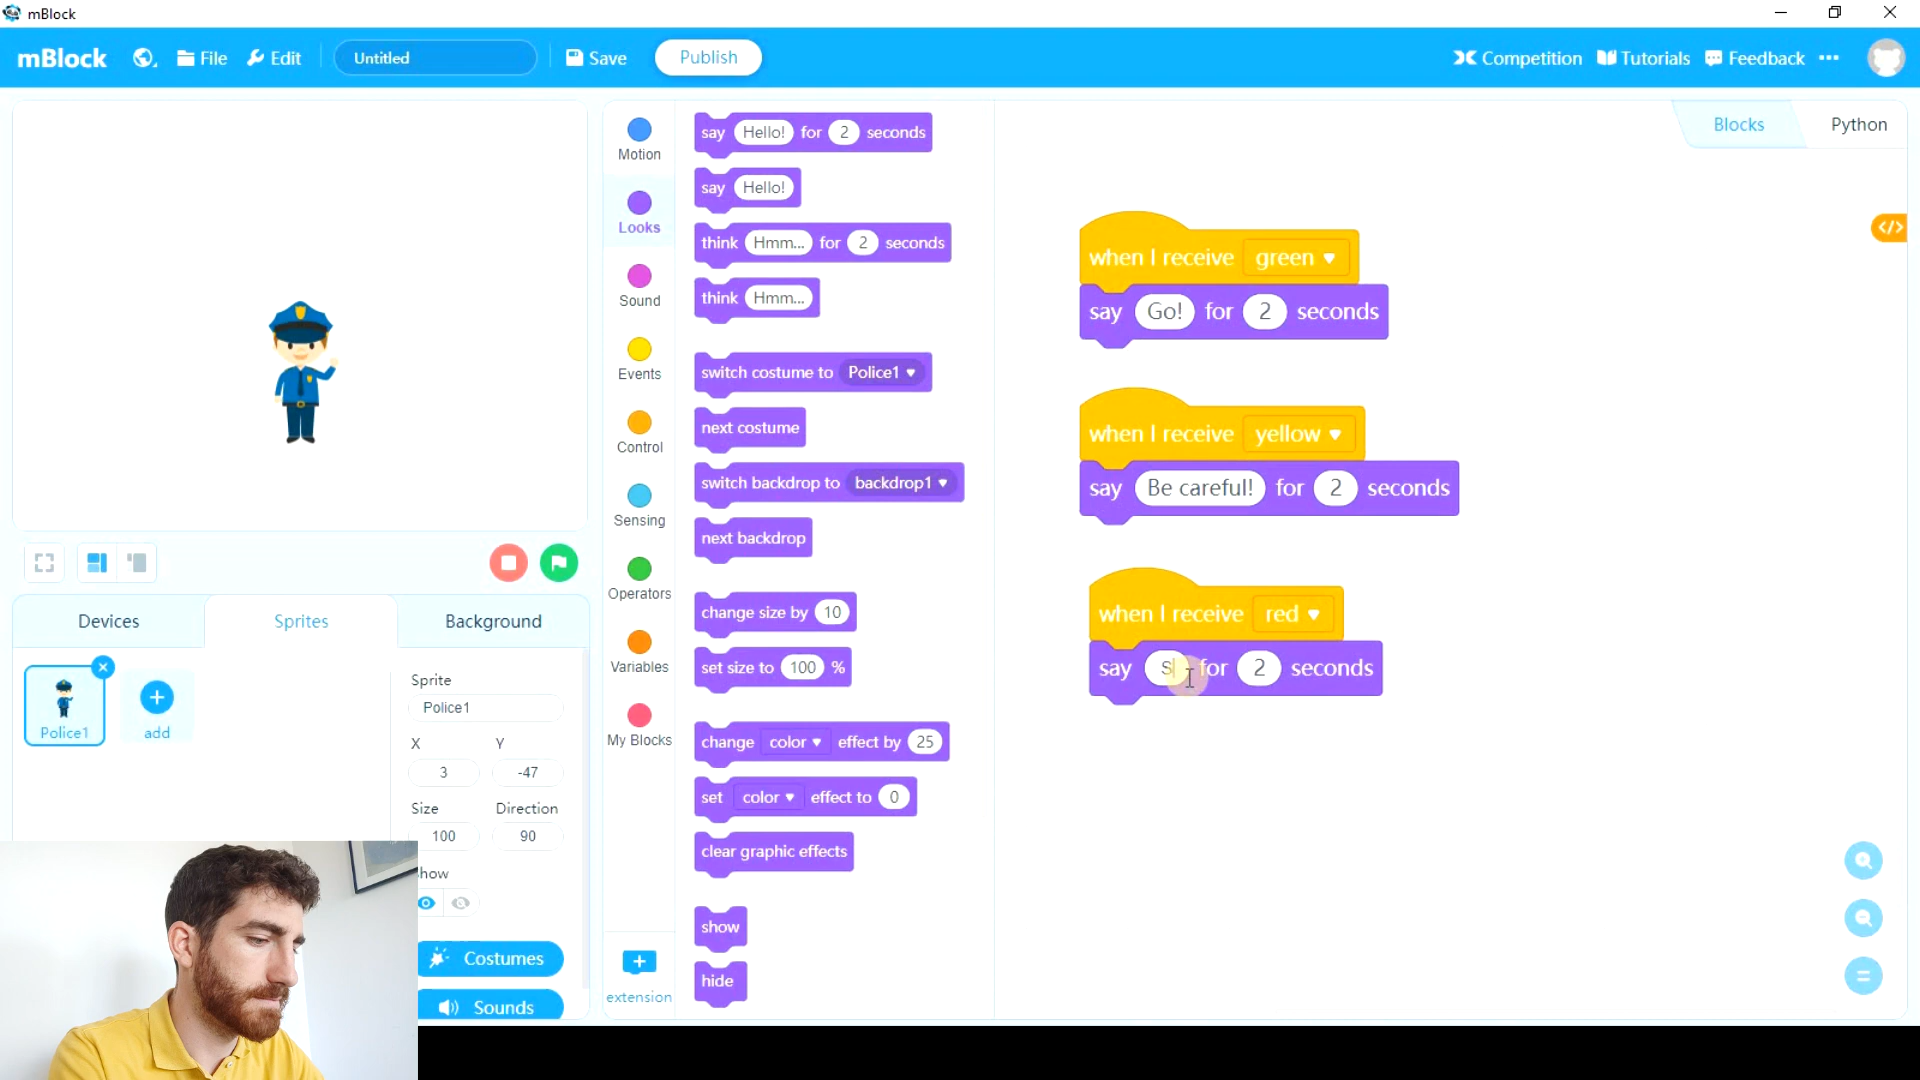 mBlock
mBlock File Edit Untitled Save Publish Competition Tutorials Feedback
Blocks Python
Motion
Looks
Sound
Events
Control
Sensing
Operators
Variables
My Blocks
extension
say Hello! for 2 seconds
say Hello!
think Hmm... for 2 seconds
think Hmm...
switch costume to Police1
next costume
switch backdrop to backdrop1
next backdrop
change size by 10
set size to 100 %
change color effect by 25
set color effect to 0
clear graphic effects
show
hide
when I receive green
say Go! for 2 seconds
when I receive yellow
say Be careful! for 2 seconds
when I receive red
say S for 2 seconds
Devices Sprites Background
Police1
add
Sprite
Police1
X Y
3 -47
Size Direction
100 90
how
Costumes
Sounds